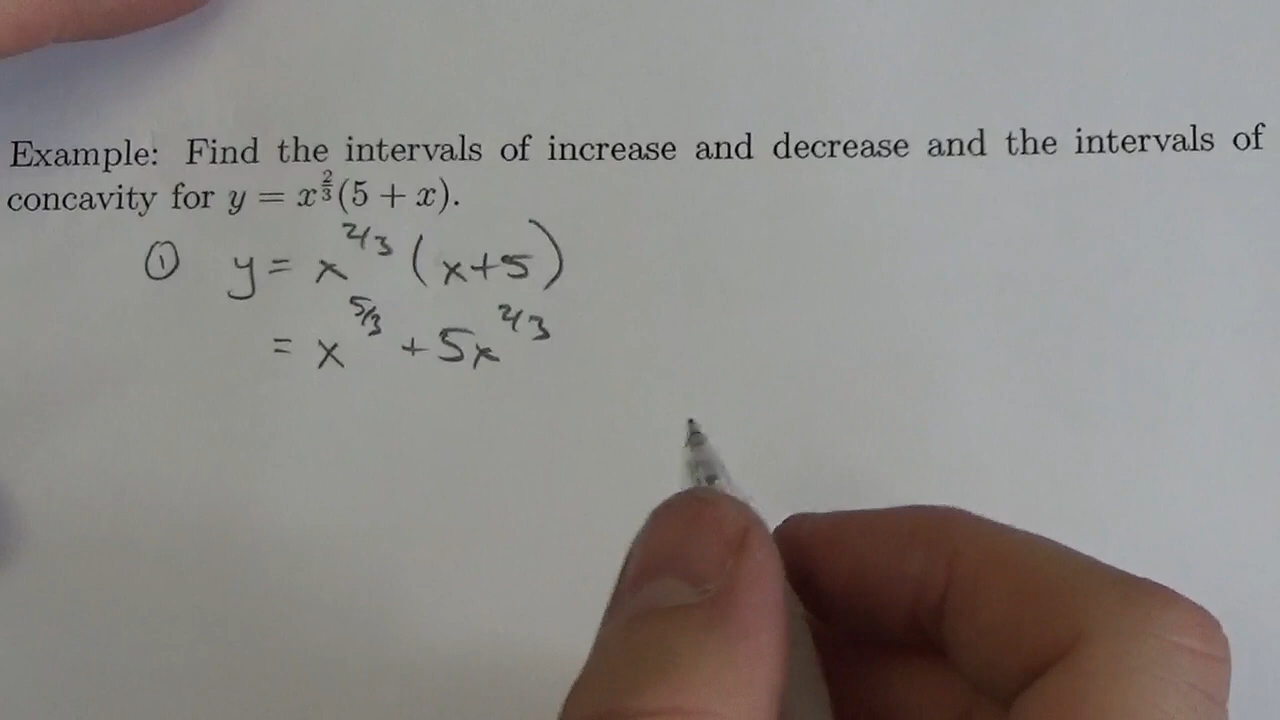 Example: Find the intervals of increase and decrease and the intervals of
concavity for y = x^{2/3}(5 + x).
① y = x^{2/3} (x+5)
= x^{5/3} + 5x^{2/3}